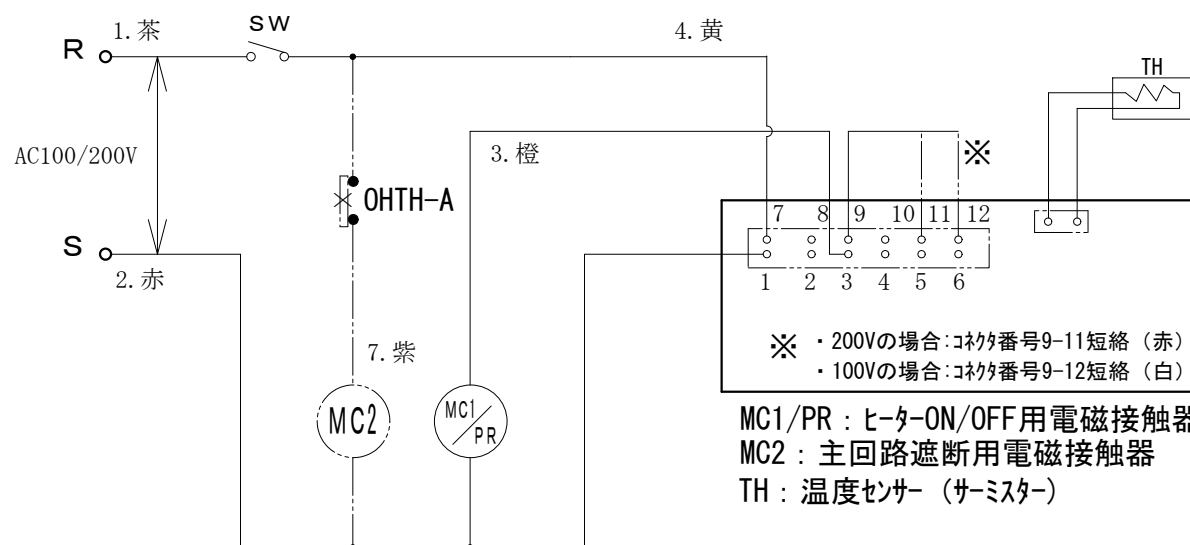 1.茶
SW
4.黄
R
TH
AC100/200V
3.橙
※
OHTH-A
7 8 9 10 11 12
S
2.赤
1 2 3 4 5 6
※ ・200Vの場合:ｺﾈｸﾀ番号9-11短絡（赤）
・100Vの場合:ｺﾈｸﾀ番号9-12短絡（白）
7.紫
MC2
MC1/PR
MC1/PR：ﾋｰﾀｰON/OFF用電磁接触器
MC2：主回路遮断用電磁接触器
TH：温度ｾﾝｻｰ（ｻｰﾐｽﾀｰ）